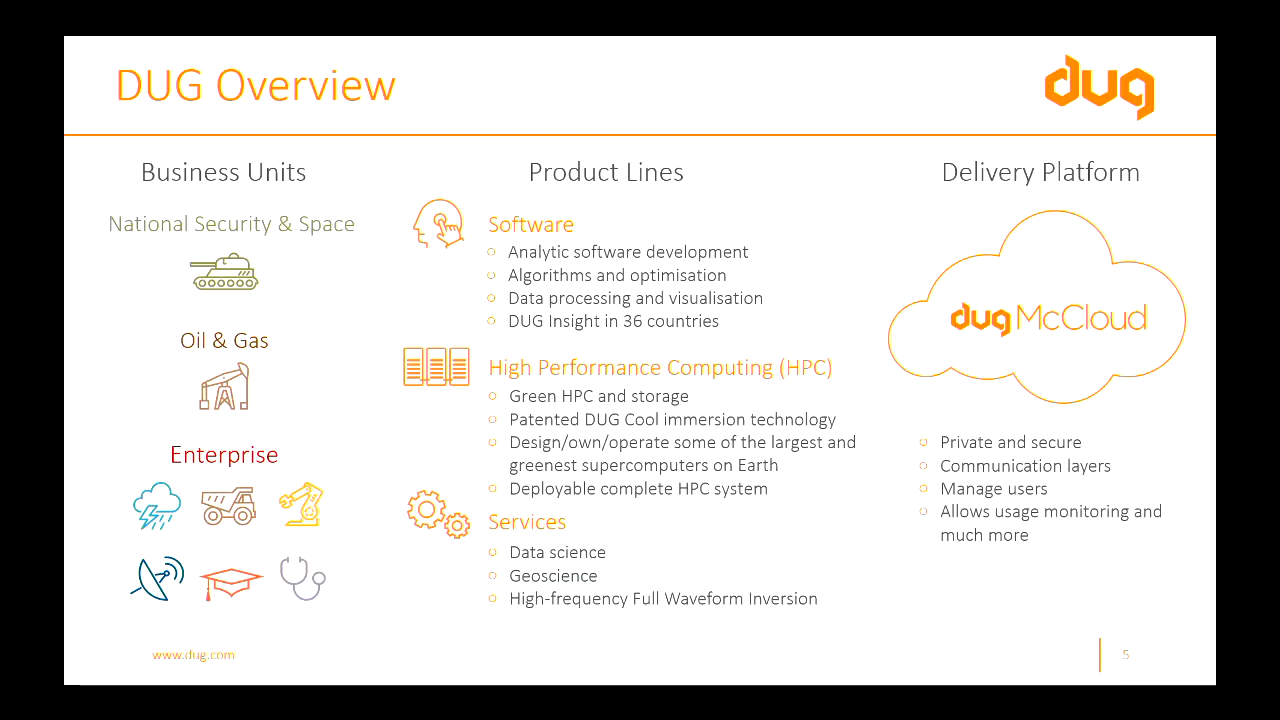 DUG Overview
dug
Business Units
National Security & Space
Oil & Gas
Enterprise
Product Lines
Software
Analytic software development
Algorithms and optimisation
Data processing and visualisation
DUG Insight in 36 countries
High Performance Computing (HPC)
Green HPC and storage
Patented DUG Cool immersion technology
Design/own/operate some of the largest and
greenest supercomputers on Earth
Deployable complete HPC system
Services
Data science
Geoscience
High-frequency Full Waveform Inversion
Delivery Platform
dug McCloud
Private and secure
Communication layers
Manage users
Allows usage monitoring and
much more
www.dug.com
5